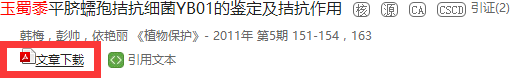 玉蜀黍平脐蠕孢拮抗细菌YB01的鉴定及拮抗作用 核 源 CA CSCD 引证(2)
韩梅，彭帅，依艳丽 《植物保护》- 2011年 第5期 151-154，163
文章下载 引用文本